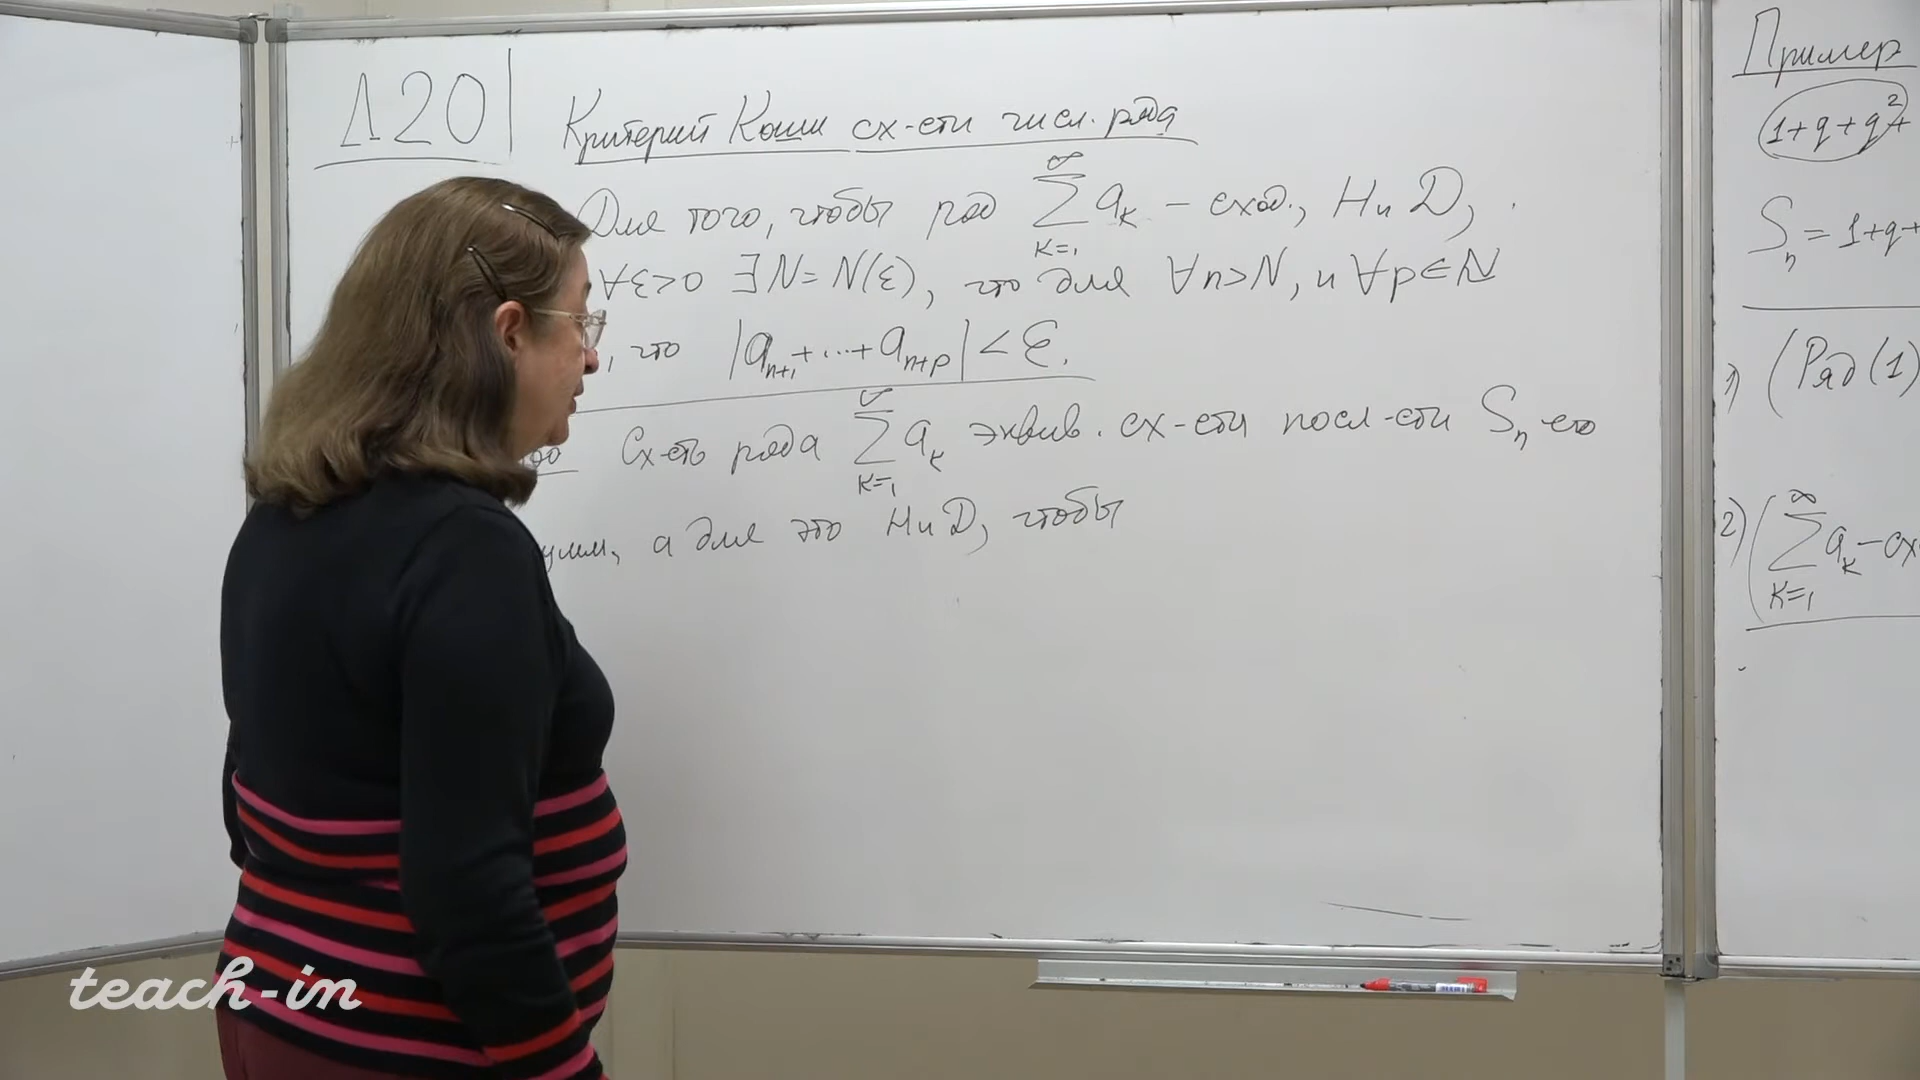 Л20
Критерий Коши сх-сти числ. ряда
Для того, чтобы ряд ∑_{k=1}^{∞} a_k - сход., Н и Д,
∀ε>0 ∃N=N(ε), что для ∀n>N, и ∀p∈ℕ
, что |a_{n+1}+...+a_{n+p}|<ε.
во Сх-сть ряда ∑_{k=1}^{∞} a_k эквив. сх-сти посл-сти S_n его
сумм, а для это Н и Д, чтобы
Пример
1+q+q²+
S_n=1+q+
1) (Ряд (1)
2) (∑_{k=1}^{∞} a_k - сх
teach-in